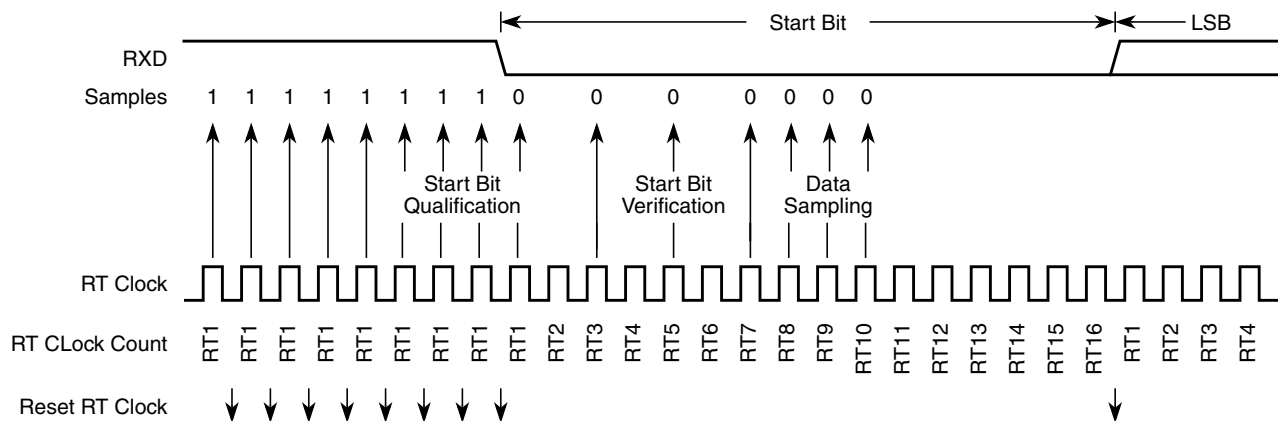 Start Bit LSB
RXD
Samples 1 1 1 1 1 1 1 1 0 0 0 0 0 0 0
Start Bit Qualification
Start Bit Verification
Data Sampling
RT Clock
RT CLock Count RT1 RT1 RT1 RT1 RT1 RT1 RT1 RT1 RT1 RT2 RT3 RT4 RT5 RT6 RT7 RT8 RT9 RT10 RT11 RT12 RT13 RT14 RT15 RT16 RT1 RT2 RT3 RT4
Reset RT Clock